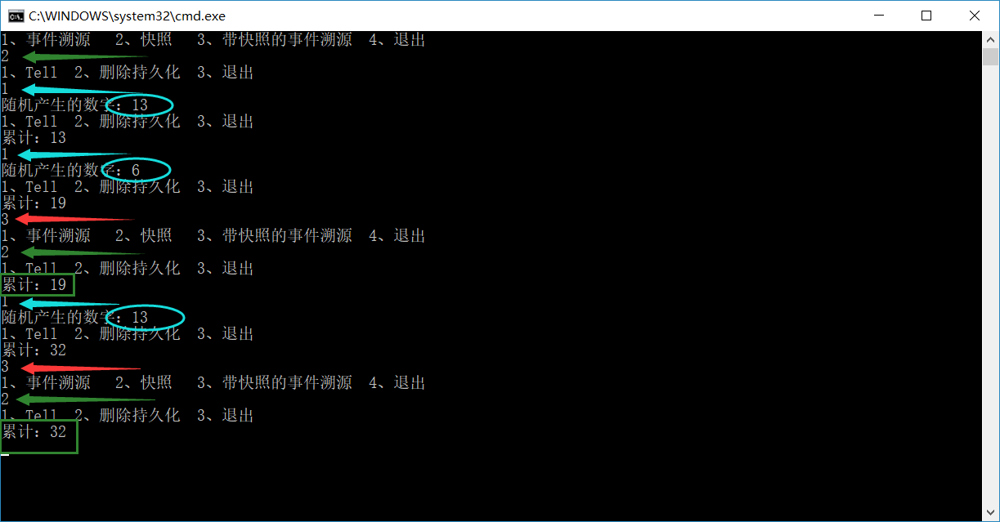 C:\WINDOWS\system32\cmd.exe
1、事件溯源   2、快照   3、带快照的事件溯源  4、退出
2
1、Tell  2、删除持久化  3、退出
1
随机产生的数字：13
1、Tell  2、删除持久化  3、退出
累计：13
1
随机产生的数字：6
1、Tell  2、删除持久化  3、退出
累计：19
3
1、事件溯源   2、快照   3、带快照的事件溯源  4、退出
2
1、Tell  2、删除持久化  3、退出
累计：19
1
随机产生的数字：13
1、Tell  2、删除持久化  3、退出
累计：32
3
1、事件溯源   2、快照   3、带快照的事件溯源  4、退出
2
1、Tell  2、删除持久化  3、退出
累计：32